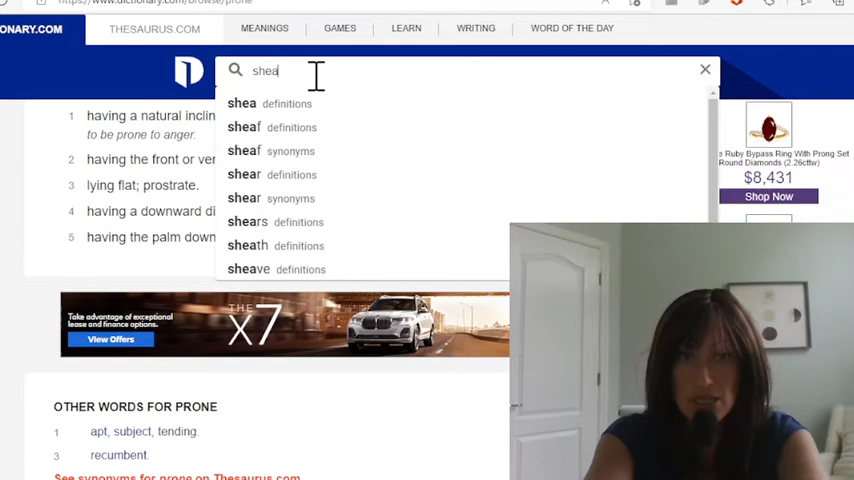 https://www.dictionary.com/browse/prone
ONARY.COM
THESAURUS.COM
MEANINGS
GAMES
LEARN
WRITING
WORD OF THE DAY
shea
shea definitions
sheaf definitions
sheaf synonyms
shear definitions
shear synonyms
shears definitions
sheath definitions
sheave definitions
1 having a natural inclin
to be prone to anger.
2 having the front or ver
3 lying flat; prostrate.
4 having a downward di
5 having the palm down
e Ruby Bypass Ring With Prong Set
Round Diamonds (2.26cttw)
$8,431
Shop Now
Take advantage of exceptional
lease and finance options.
View Offers
THE
X7
OTHER WORDS FOR PRONE
1 apt, subject, tending.
3 recumbent.
See synonyms for prone on Thesaurus.com